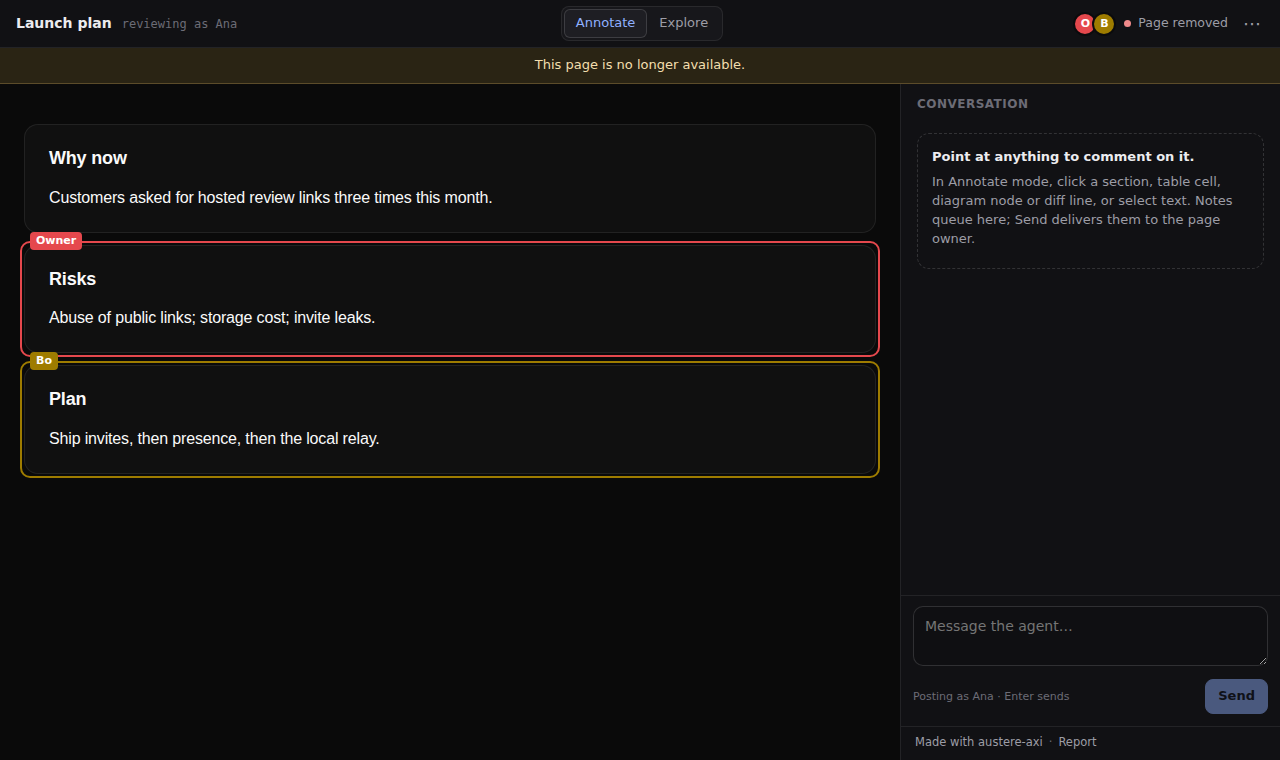 Launch plan reviewing as Ana
Annotate Explore
O B Page removed ···
This page is no longer available.
Why now
Customers asked for hosted review links three times this month.
Owner
Risks
Abuse of public links; storage cost; invite leaks.
Bo
Plan
Ship invites, then presence, then the local relay.
CONVERSATION
Point at anything to comment on it.
In Annotate mode, click a section, table cell,
diagram node or diff line, or select text. Notes
queue here; Send delivers them to the page
owner.
Message the agent…
Posting as Ana · Enter sends
Send
Made with austere-axi · Report